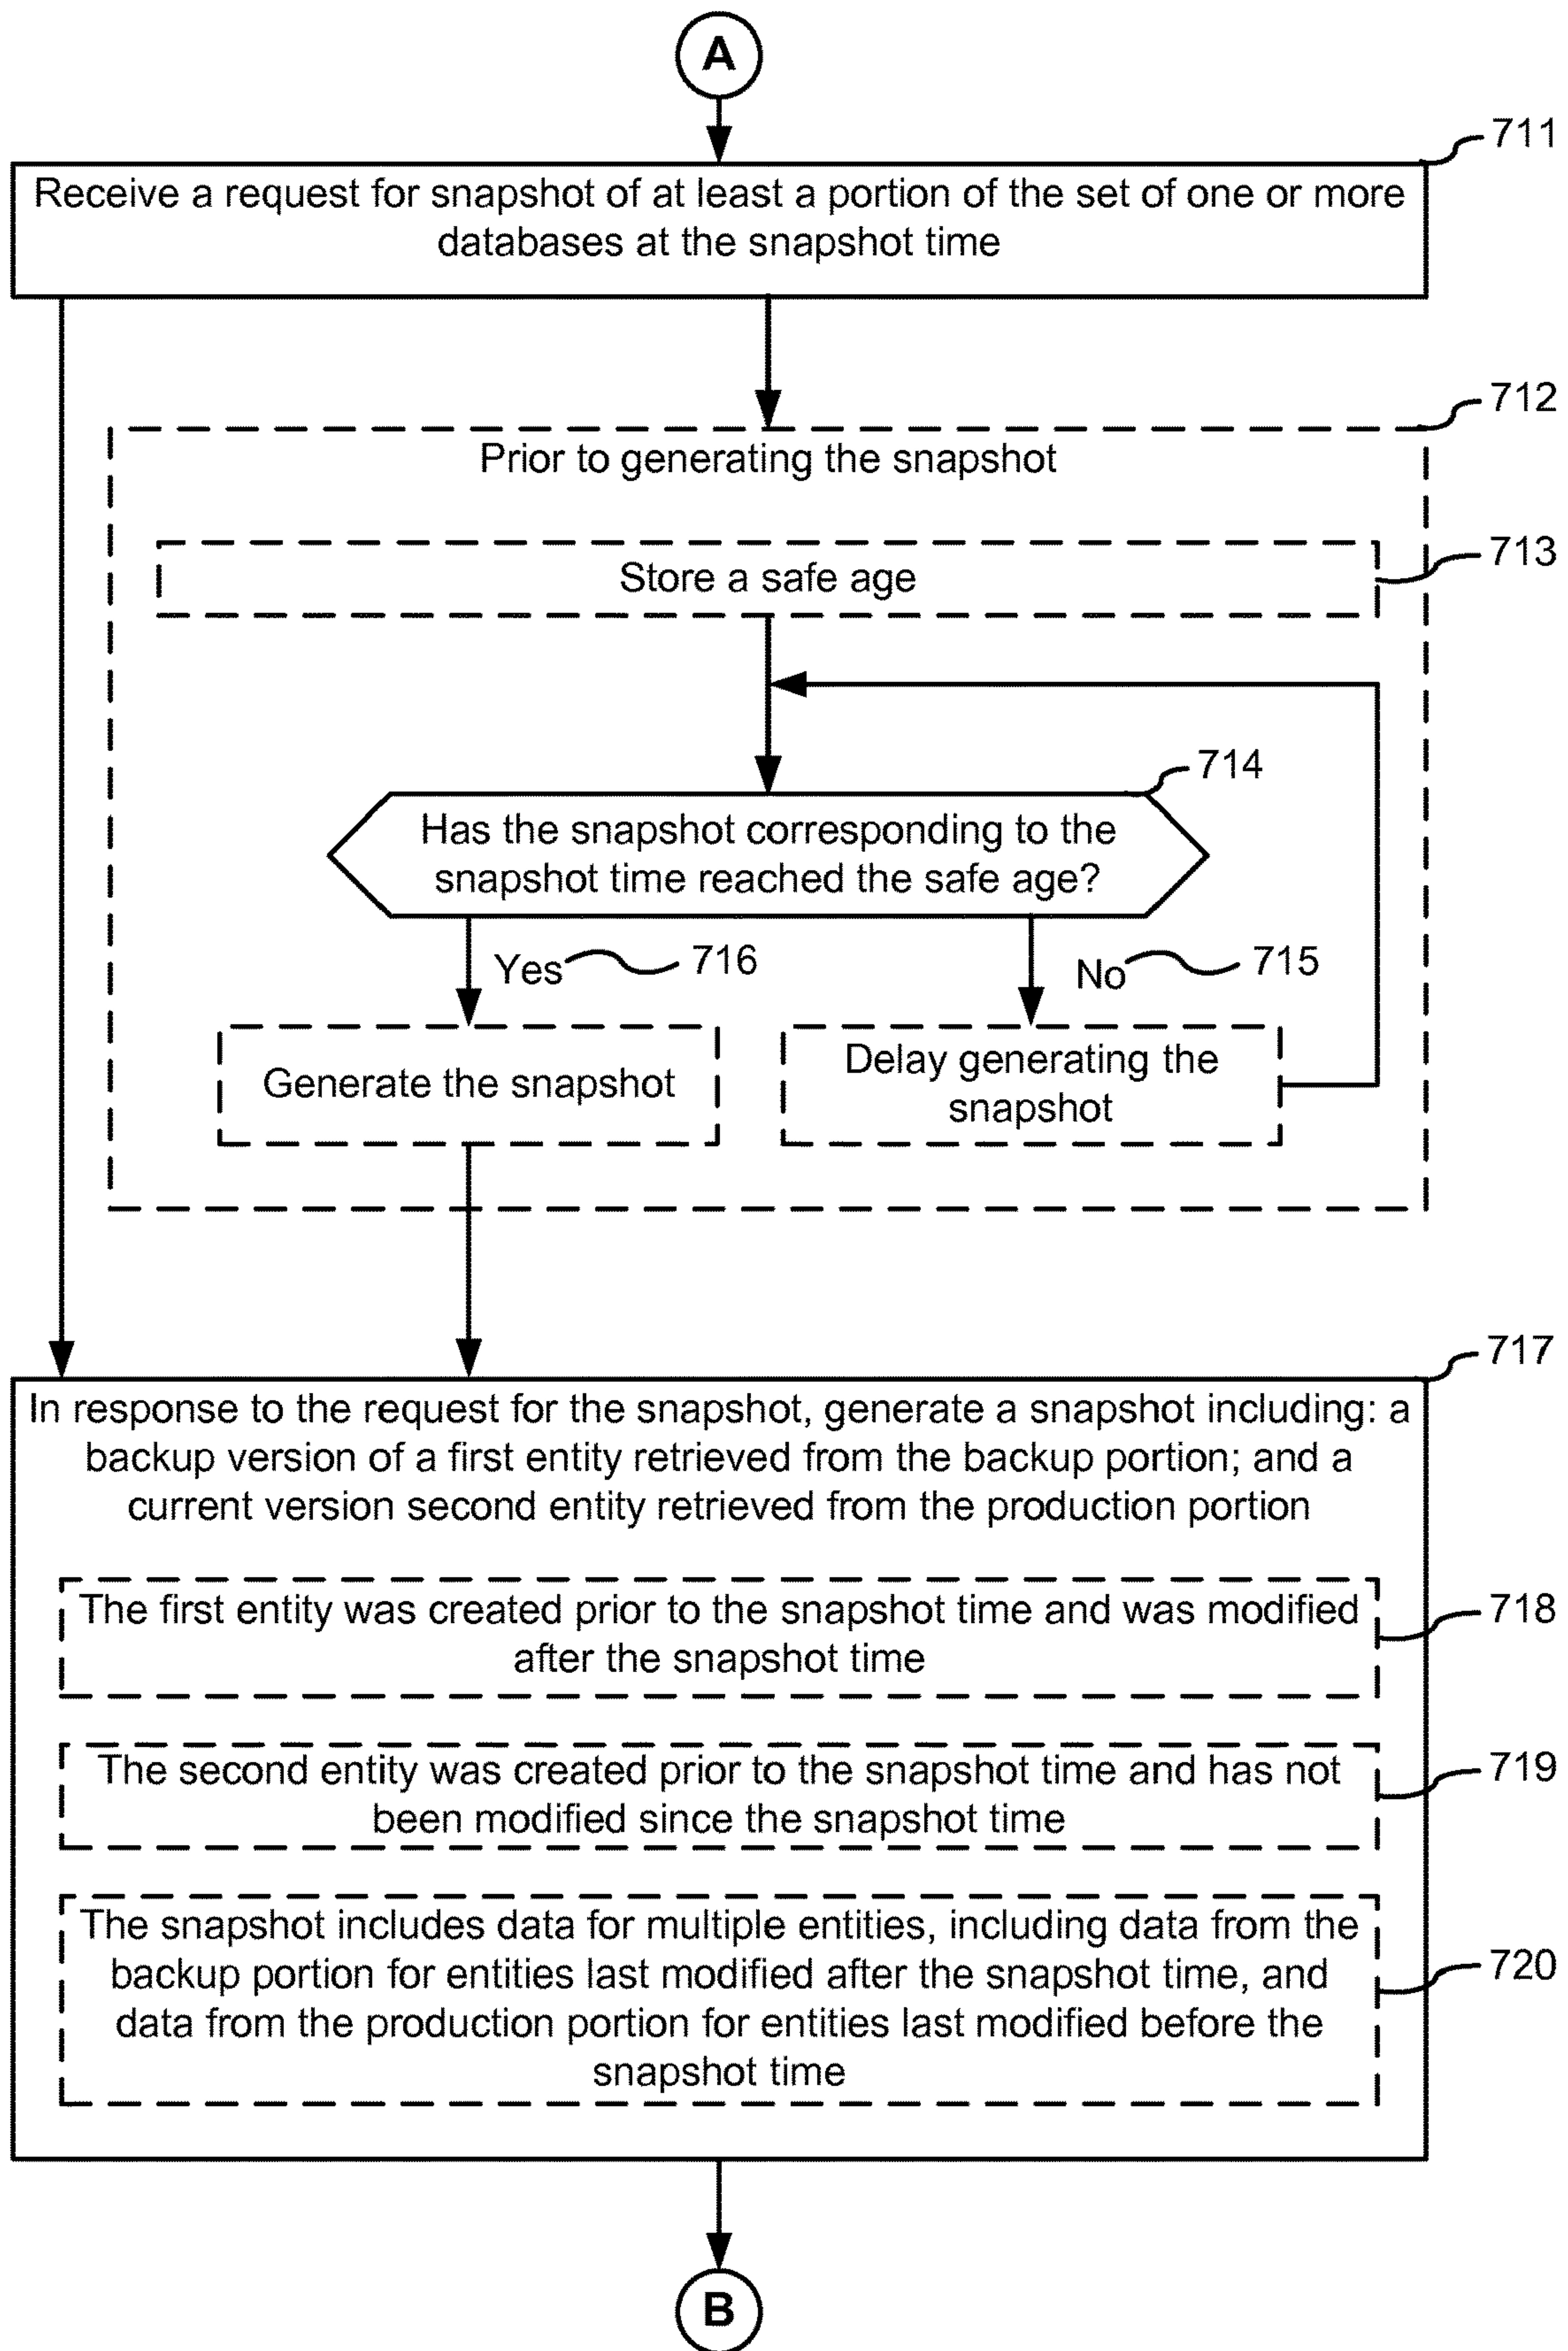 A
711
Receive a request for snapshot of at least a portion of the set of one or more
databases at the snapshot time
712
Prior to generating the snapshot
713
Store a safe age
714
Has the snapshot corresponding to the
snapshot time reached the safe age?
Yes 716
No 715
Generate the snapshot
Delay generating the
snapshot
717
In response to the request for the snapshot, generate a snapshot including: a
backup version of a first entity retrieved from the backup portion; and a
current version second entity retrieved from the production portion
718
The first entity was created prior to the snapshot time and was modified
after the snapshot time
719
The second entity was created prior to the snapshot time and has not
been modified since the snapshot time
720
The snapshot includes data for multiple entities, including data from the
backup portion for entities last modified after the snapshot time, and
data from the production portion for entities last modified before the
snapshot time
B